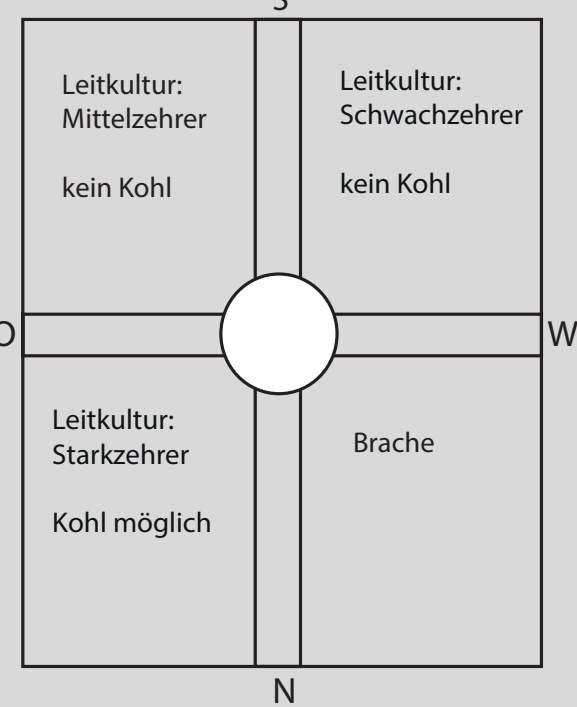 S
Leitkultur:
Mittelzehrer
kein Kohl
Leitkultur:
Schwachzehrer
kein Kohl
O
W
Leitkultur:
Starkzehrer
Kohl möglich
Brache
N